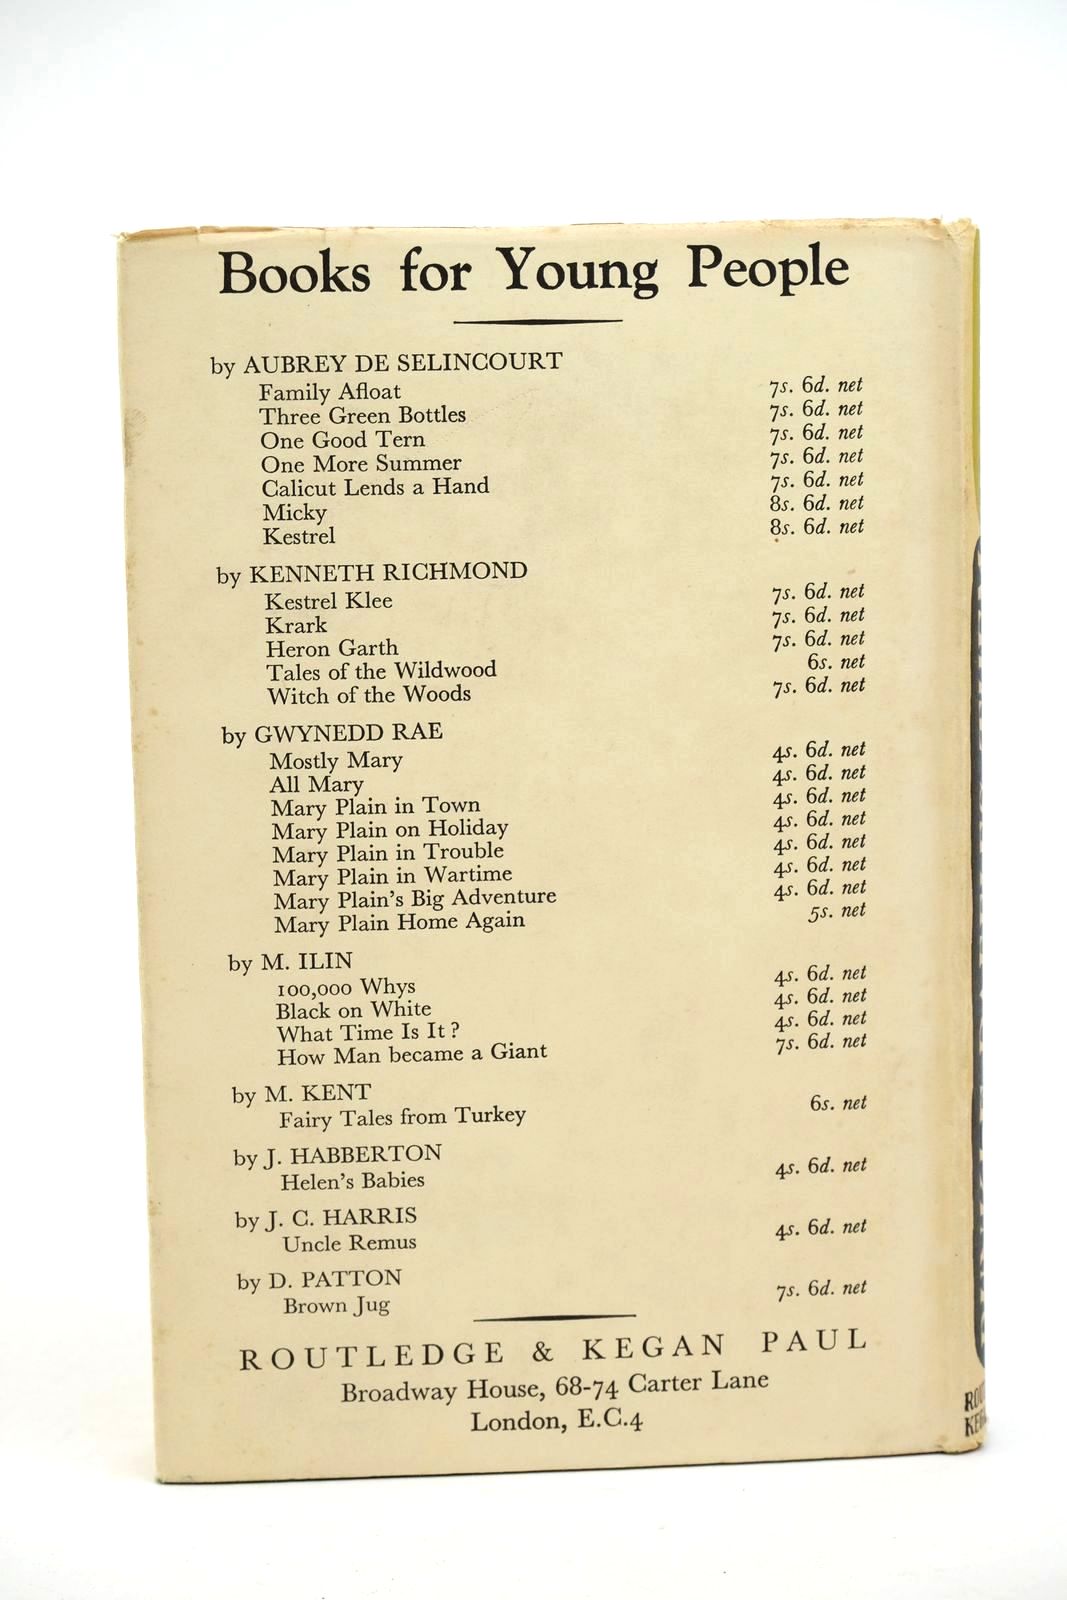 Books for Young People
by AUBREY DE SELINCOURT
Family Afloat 7s. 6d. net
Three Green Bottles 7s. 6d. net
One Good Tern 7s. 6d. net
One More Summer 7s. 6d. net
Calicut Lends a Hand 7s. 6d. net
Micky 8s. 6d. net
Kestrel 8s. 6d. net
by KENNETH RICHMOND
Kestrel Klee 7s. 6d. net
Krark 7s. 6d. net
Heron Garth 7s. 6d. net
Tales of the Wildwood 6s. net
Witch of the Woods 7s. 6d. net
by GWYNEDD RAE
Mostly Mary 4s. 6d. net
All Mary 4s. 6d. net
Mary Plain in Town 4s. 6d. net
Mary Plain on Holiday 4s. 6d. net
Mary Plain in Trouble 4s. 6d. net
Mary Plain in Wartime 4s. 6d. net
Mary Plain's Big Adventure 4s. 6d. net
Mary Plain Home Again 5s. net
by M. ILIN
100,000 Whys 4s. 6d. net
Black on White 4s. 6d. net
What Time Is It? 4s. 6d. net
How Man became a Giant 7s. 6d. net
by M. KENT
Fairy Tales from Turkey 6s. net
by J. HABBERTON
Helen's Babies 4s. 6d. net
by J. C. HARRIS
Uncle Remus 4s. 6d. net
by D. PATTON
Brown Jug 7s. 6d. net
ROUTLEDGE & KEGAN PAUL
Broadway House, 68-74 Carter Lane
London, E.C.4